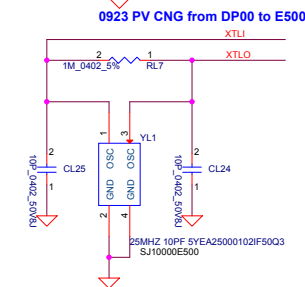 0923 PV CNG from DP00 to E500
XTLI
XTLO
2
1
1M_0402_5%
RL7
YL1
1
3
OSC
OSC
GND
GND
2
4
2
CL25
1
10P_0402_50V8J
2
CL24
1
10P_0402_50V8J
25MHZ 10PF 5YEA25000102IF50Q3
SJ10000E500